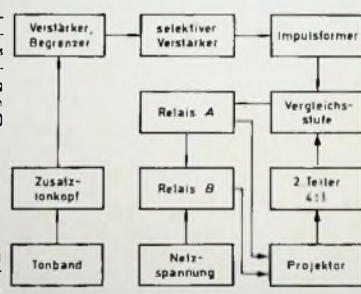 Verstärker,
Begrenzer
selektiver
Verstärker
Impulsformer
Relais A
Vergleichs-
stufe
Zusatz-
tonkopf
Relais B
2. Teiler
4:1
Tonband
Netz-
spannung
Projektor